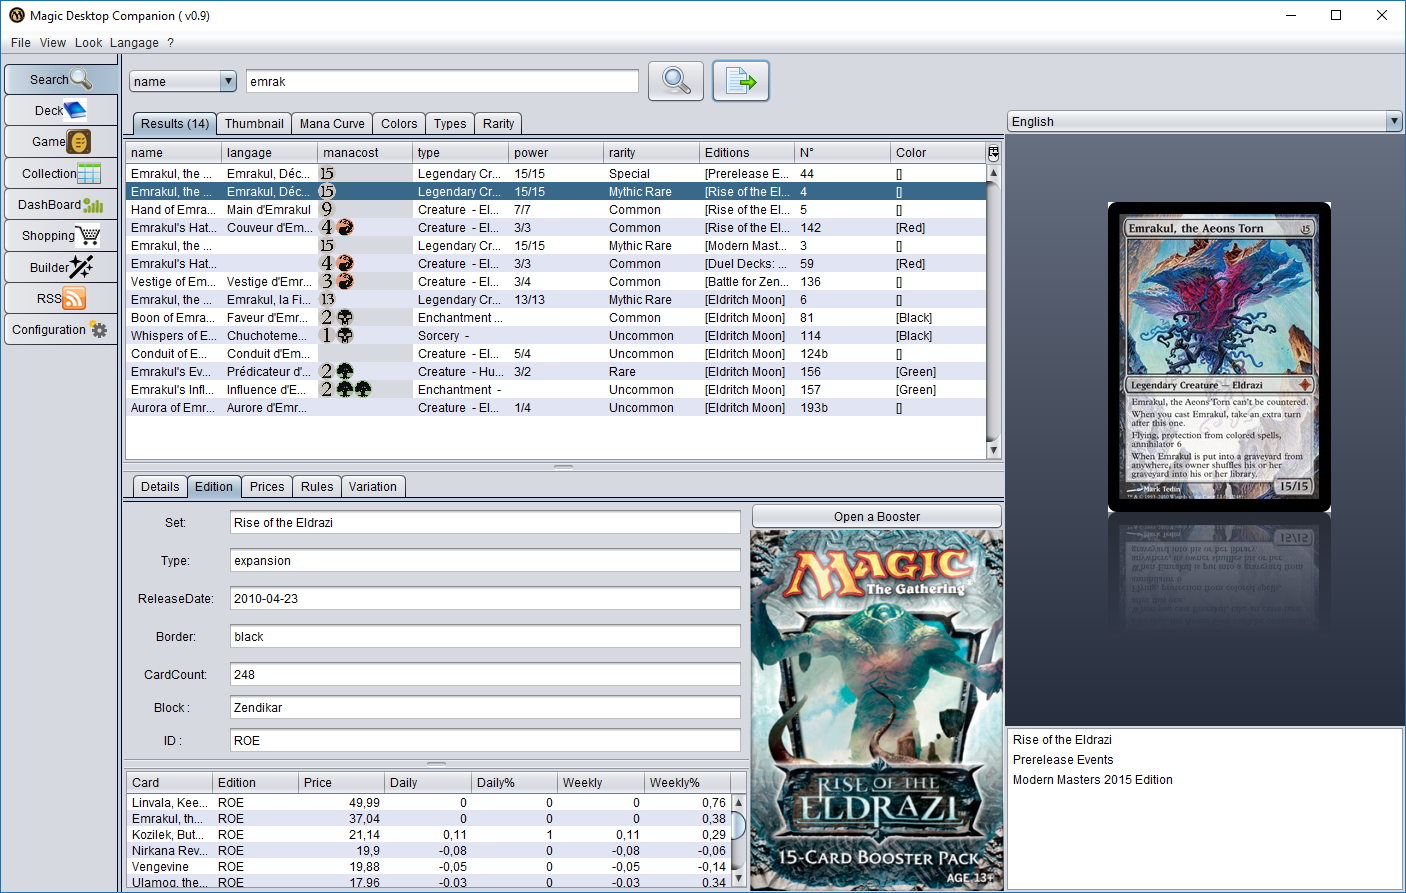 Magic Desktop Companion ( v0.9)
File View Look Langage ?
Search
Deck
Game
Collection
DashBoard
Shopping
Builder
RSS
Configuration
name emrak
Results (14) Thumbnail Mana Curve Colors Types Rarity
name langage manacost type power rarity Editions N° Color
Emrakul, the ... Emrakul, Déc... 15 Legendary Cr... 15/15 Special [Prerelease E... 44 []
Emrakul, the ... Emrakul, Déc... 15 Legendary Cr... 15/15 Mythic Rare [Rise of the El... 4 []
Hand of Emra... Main d'Emrakul 9 Creature - El... 7/7 Common [Rise of the El... 5 []
Emrakul's Hat... Couveur d'Em... 4 Creature - El... 3/3 Common [Rise of the El... 142 [Red]
Emrakul, the ... 15 Legendary Cr... 15/15 Mythic Rare [Modern Mast... 3 []
Emrakul's Hat... 4 Creature - El... 3/3 Common [Duel Decks: ... 59 [Red]
Vestige of Em... Vestige d'Emr... 3 Creature - El... 3/4 Common [Battle for Zen... 136 []
Emrakul, the ... Emrakul, la Fi... 13 Legendary Cr... 13/13 Mythic Rare [Eldritch Moon] 6 []
Boon of Emra... Faveur d'Emr... 2 Enchantment ... Common [Eldritch Moon] 81 [Black]
Whispers of E... Chuchoteme... 1 Sorcery - Uncommon [Eldritch Moon] 114 [Black]
Conduit of E... Conduit d'Em... Creature - El... 5/4 Uncommon [Eldritch Moon] 124b []
Emrakul's Ev... Prédicateur d'... 2 Creature - Hu... 3/2 Rare [Eldritch Moon] 156 [Green]
Emrakul's Infl... Influence d'E... 2 Enchantment - Uncommon [Eldritch Moon] 157 [Green]
Aurora of Emr... Aurore d'Emr... Creature - El... 1/4 Uncommon [Eldritch Moon] 193b []
Details Edition Prices Rules Variation
Set: Rise of the Eldrazi
Type: expansion
ReleaseDate: 2010-04-23
Border: black
CardCount: 248
Block : Zendikar
ID : ROE
Card Edition Price Daily Daily% Weekly Weekly%
Linvala, Kee... ROE 49,99 0 0 0 0,76
Emrakul, th... ROE 37,04 0 0 0 0,38
Kozilek, But... ROE 21,14 0,11 1 0,11 0,29
Nirkana Rev... ROE 19,9 -0,08 0 -0,08 -0,06
Vengevine ROE 19,88 -0,05 0 -0,05 -0,14
Ulamog, the... ROE 17,96 -0,03 0 -0,03 0,34
Open a Booster
MAGIC
The Gathering
RISE OF THE
ELDRAZI
15-CARD BOOSTER PACK
AGE 13+
English
Emrakul, the Aeons Torn 15
Legendary Creature — Eldrazi
Emrakul, the Aeons Torn can't be countered.
When you cast Emrakul, take an extra turn
after this one.
Flying, protection from colored spells,
annihilator 6
When Emrakul is put into a graveyard from
anywhere, its owner shuffles his or her
graveyard into his or her library.
Mark Tedin
15/15
Rise of the Eldrazi
Prerelease Events
Modern Masters 2015 Edition